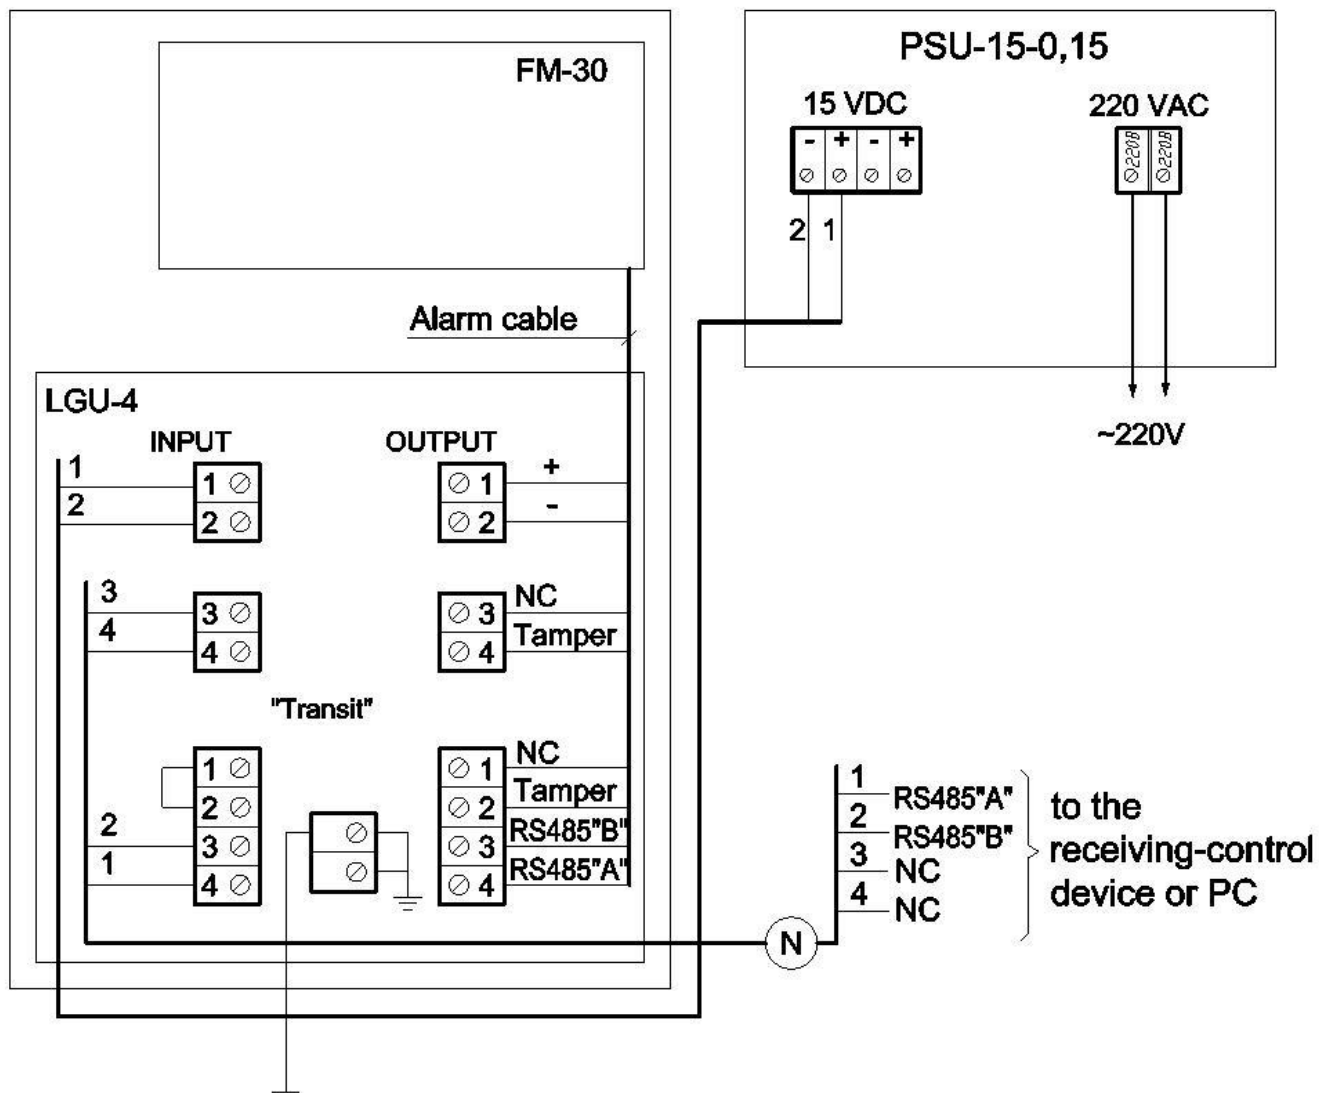 FM-30
PSU-15-0,15
15 VDC
220 VAC
- + - +
220В 220В
2 1
Alarm cable
~220V
LGU-4
INPUT
OUTPUT
1
1
1
+
2
2
2
-
3
3
3
NC
4
4
4
Tamper
"Transit"
1
1
NC
2
2
Tamper
2
3
3
RS485"B"
1
4
4
RS485"A"
N
1
RS485"A"
2
RS485"B"
3
NC
4
NC
to the
receiving-control
device or PC